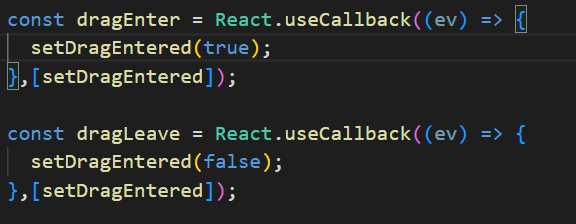 const dragEnter = React.useCallback((ev) => {
  setDragEntered(true);
},[setDragEntered]);

const dragLeave = React.useCallback((ev) => {
  setDragEntered(false);
},[setDragEntered]);